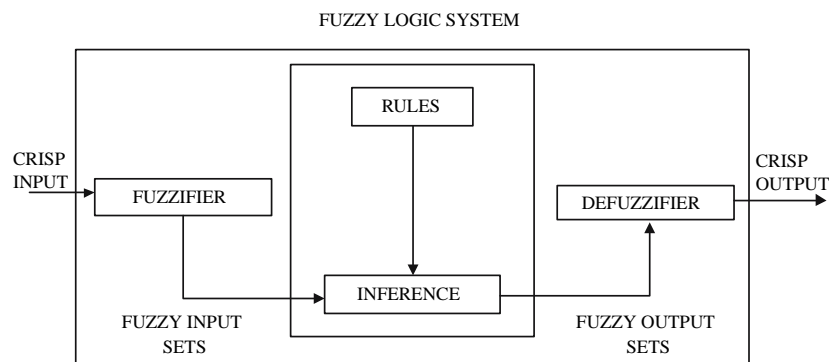 FUZZY LOGIC SYSTEM
RULES
CRISP
INPUT
FUZZIFIER
CRISP
OUTPUT
DEFUZZIFIER
INFERENCE
FUZZY INPUT
SETS
FUZZY OUTPUT
SETS